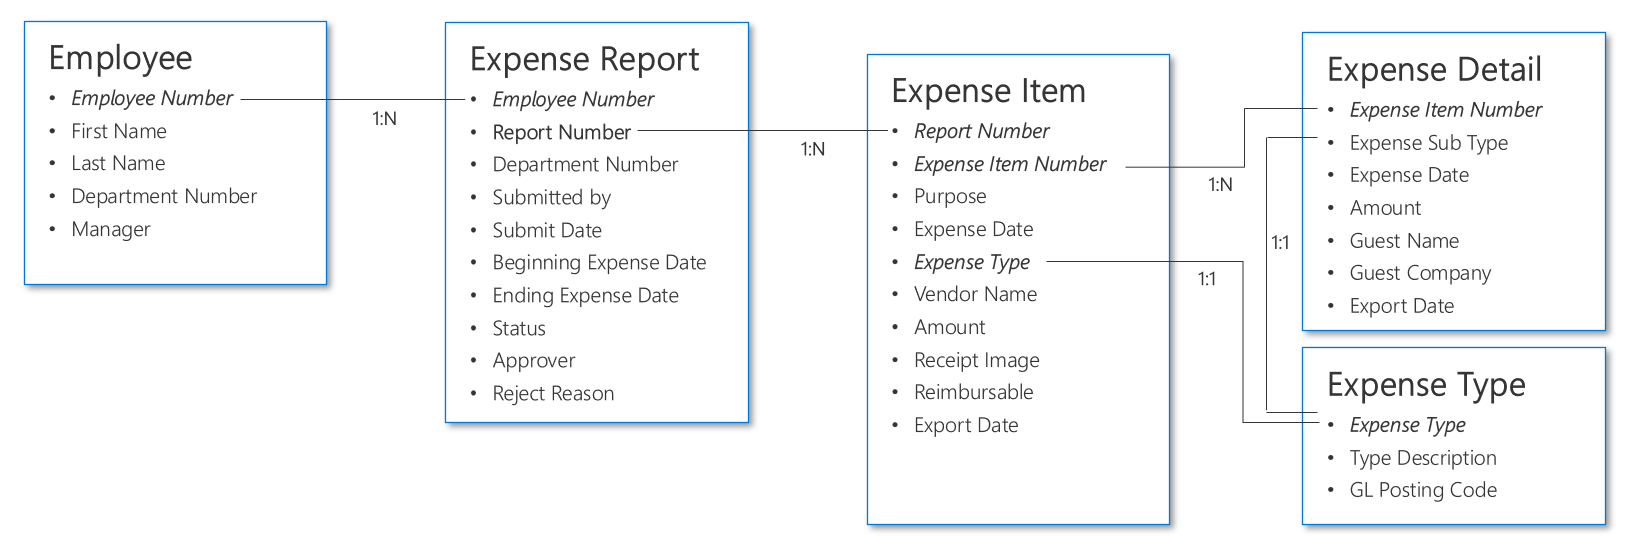 Employee
• Employee Number
• First Name
• Last Name
• Department Number
• Manager
1:N
Expense Report
• Employee Number
• Report Number
• Department Number
• Submitted by
• Submit Date
• Beginning Expense Date
• Ending Expense Date
• Status
• Approver
• Reject Reason
1:N
Expense Item
• Report Number
• Expense Item Number
• Purpose
• Expense Date
• Expense Type
• Vendor Name
• Amount
• Receipt Image
• Reimbursable
• Export Date
1:N
1:1
1:1
Expense Detail
• Expense Item Number
• Expense Sub Type
• Expense Date
• Amount
• Guest Name
• Guest Company
• Export Date
Expense Type
• Expense Type
• Type Description
• GL Posting Code